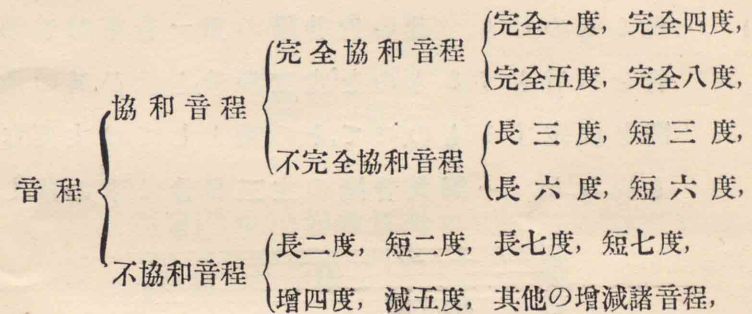 完全一度，完全四度，
完全協和音程
完全五度，完全八度，
協和音程
長三度，短三度，
不完全協和音程
長六度，短六度，
音程
長二度，短二度，長七度，短七度，
不協和音程
增四度，減五度，其他の增減諸音程，